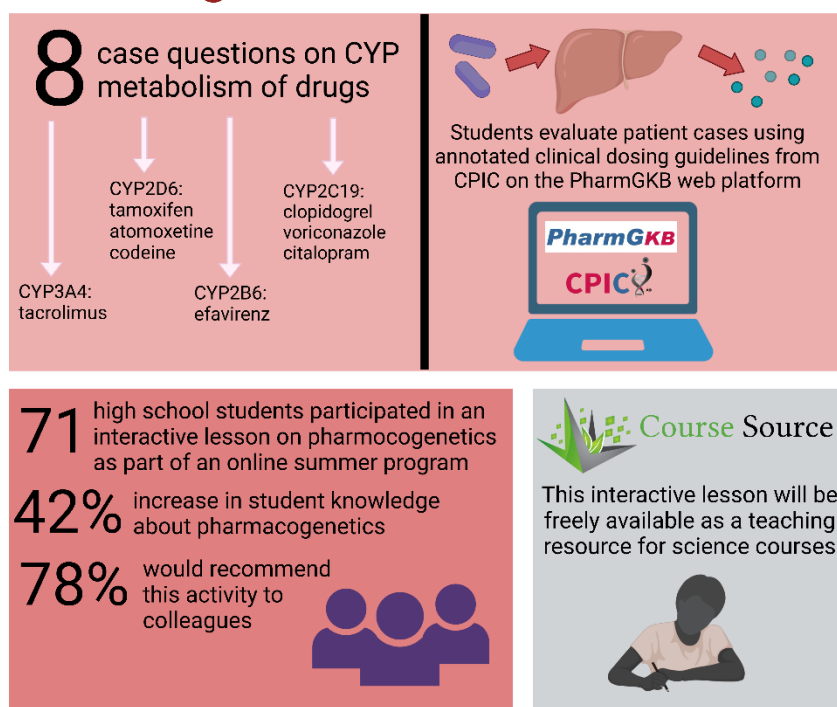 8 case questions on CYP
metabolism of drugs
CYP2D6:
tamoxifen
atomoxetine
codeine
CYP2C19:
clopidogrel
voriconazole
citalopram
CYP3A4:
tacrolimus
CYP2B6:
efavirenz
Students evaluate patient cases using
annotated clinical dosing guidelines from
CPIC on the PharmGKB web platform
PharmGKB
CPIC
71 high school students participated in an
interactive lesson on pharmocogenetics
as part of an online summer program
42% increase in student knowledge
about pharmacogenetics
78% would recommend
this activity to
colleagues
Course Source
This interactive lesson will be
freely available as a teaching
resource for science courses